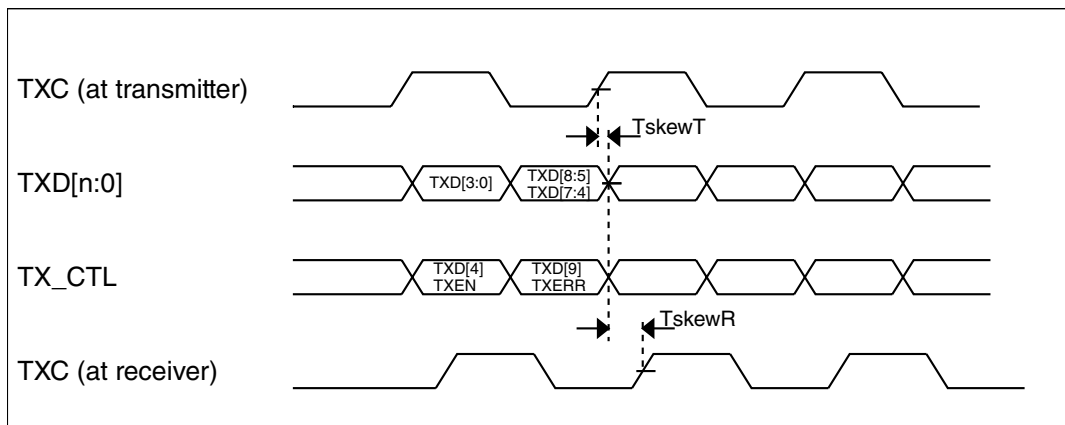 TXC (at transmitter)
TskewT
TXD[n:0]
TXD[3:0]
TXD[8:5]
TXD[7:4]
TX_CTL
TXD[4]
TXEN
TXD[9]
TXERR
TskewR
TXC (at receiver)